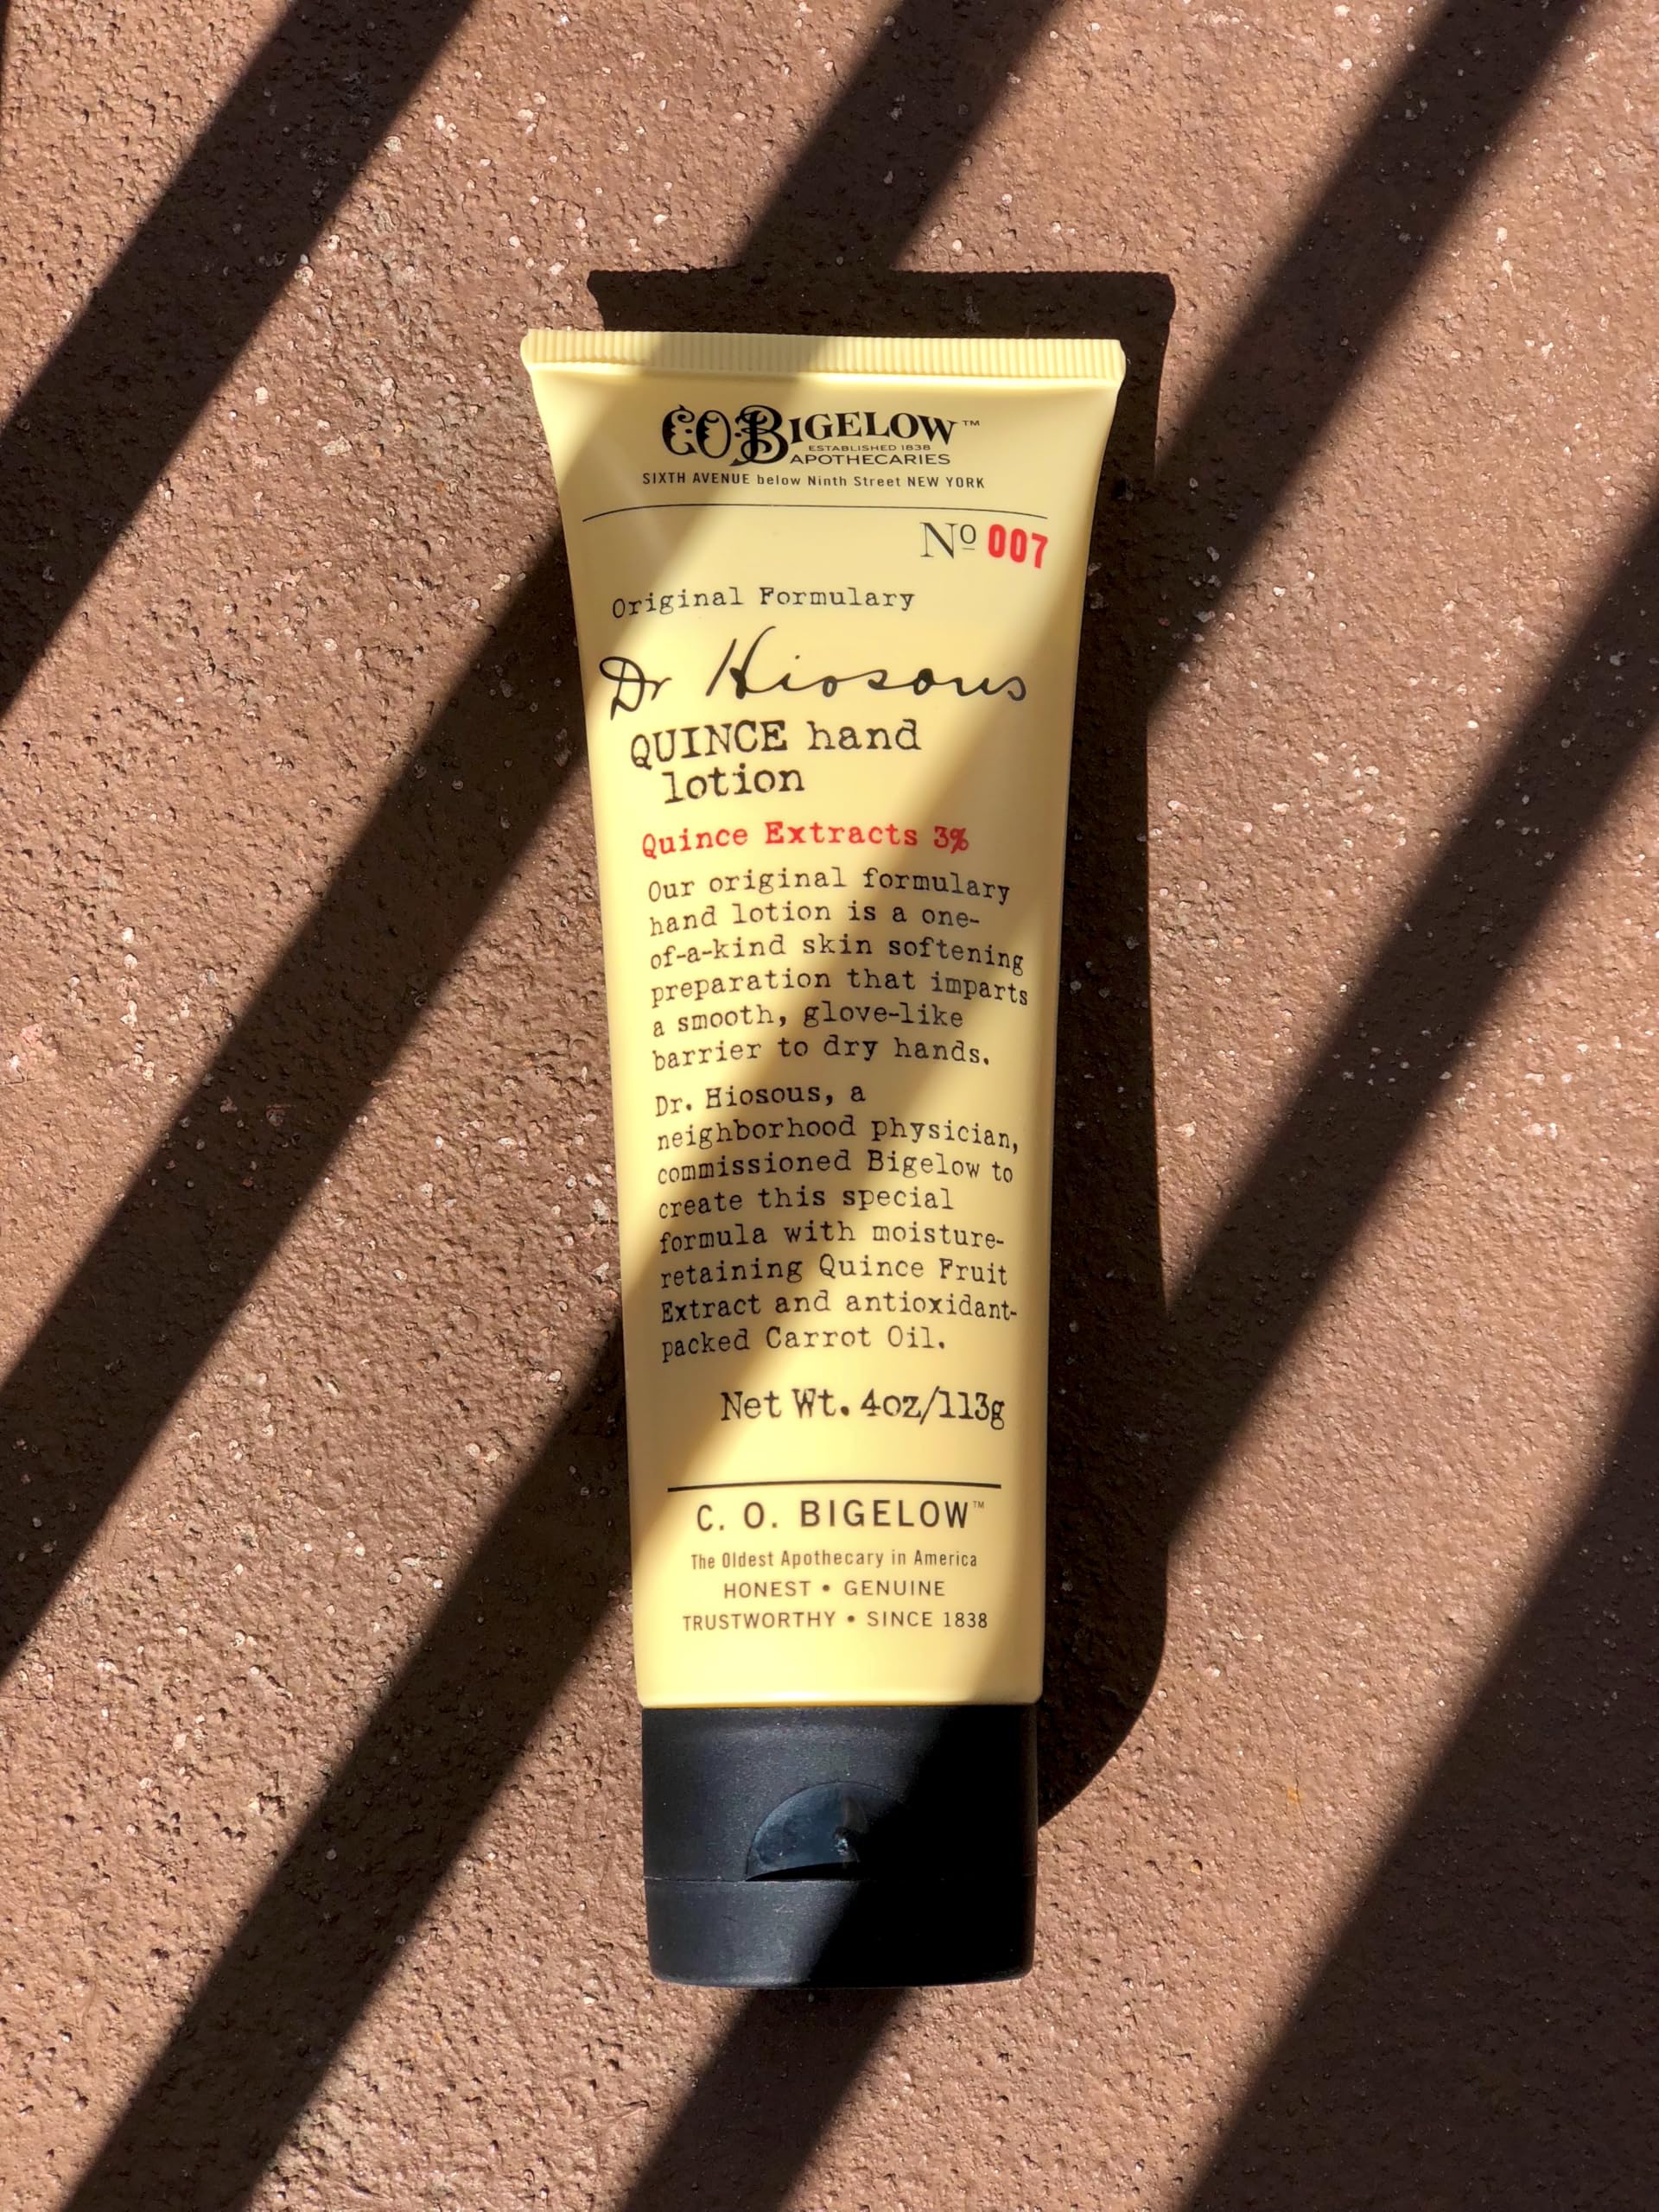 C.O. BIGELOW™
ESTABLISHED 1838
APOTHECARIES
SIXTH AVENUE below Ninth Street NEW YORK
Nº 007
Original Formulary
Dr Hiosous
QUINCE hand
lotion
Quince Extracts 3%
Our original formulary
hand lotion is a one-
of-a-kind skin softening
preparation that imparts
a smooth, glove-like
barrier to dry hands.
Dr. Hiosous, a
neighborhood physician,
commissioned Bigelow to
create this special
formula with moisture-
retaining Quince Fruit
Extract and antioxidant-
packed Carrot Oil.
Net Wt. 4oz/113g
C. O. BIGELOW™
The Oldest Apothecary in America
HONEST • GENUINE
TRUSTWORTHY • SINCE 1838